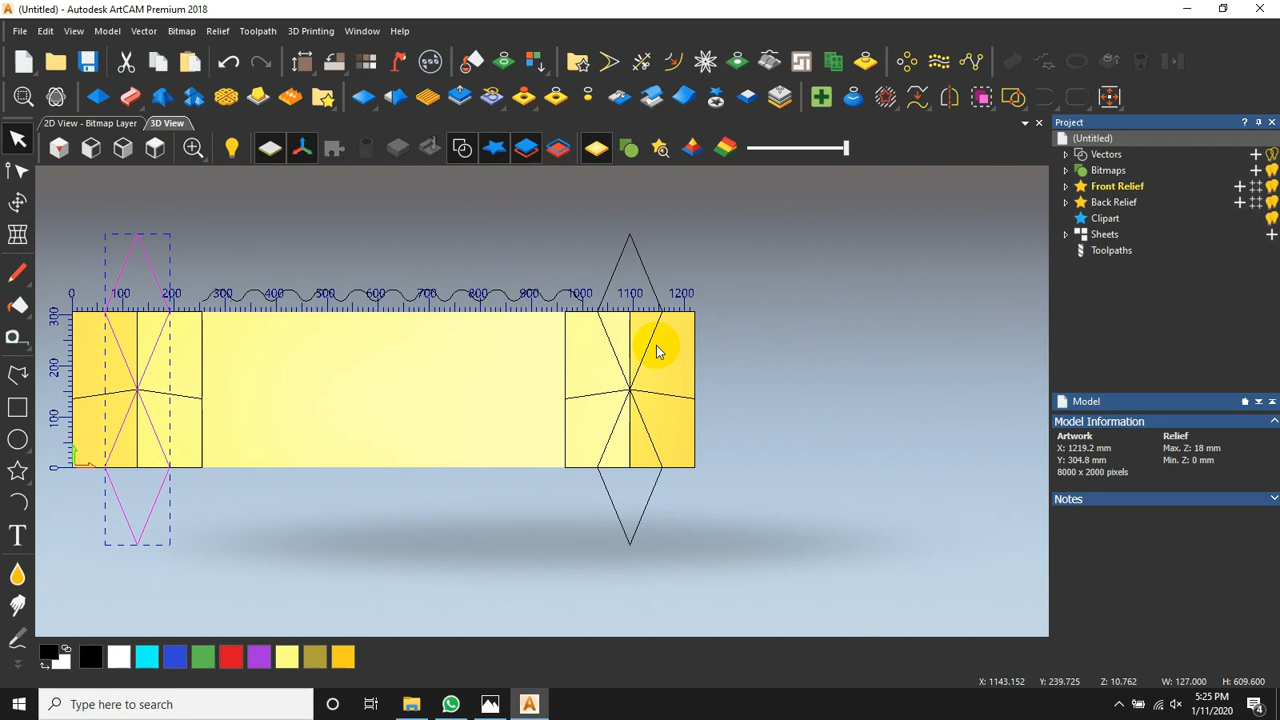 (Untitled) - Autodesk ArtCAM Premium 2018
File Edit View Model Vector Bitmap Relief Toolpath 3D Printing Window Help
2D View - Bitmap Layer 3D View
Project
(Untitled)
Vectors
Bitmaps
Front Relief
Back Relief
Clipart
Sheets
Toolpaths
0 100 200 300 400 500 600 700 800 900 1000 1100 1200
300
200
100
0
Model
Model Information
Artwork Relief
X: 1219.2 mm Max. Z: 18 mm
Y: 304.8 mm Min. Z: 0 mm
8000 x 2000 pixels
Notes
T
X: 1143.152 Y: 239.725 Z: 10.762 W: 127.000 H: 609.600
Type here to search
A
5:25 PM
1/11/2020
4